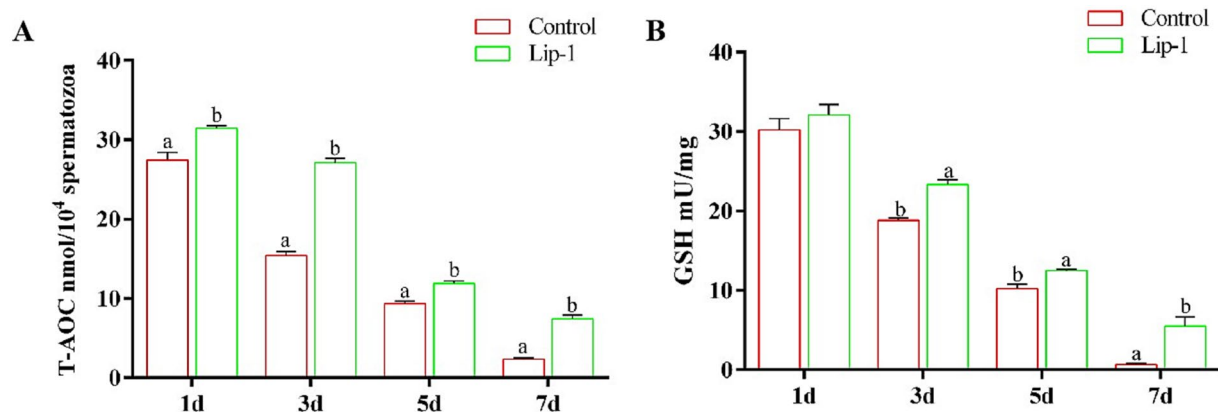 A
Control
Lip-1
T-AOC nmol/10⁴ spermatozoa
40
30
20
10
0
a
b
a
b
a
b
a
b
1d 3d 5d 7d
B
Control
Lip-1
GSH mU/mg
40
30
20
10
0
b
a
b
a
a
b
1d 3d 5d 7d